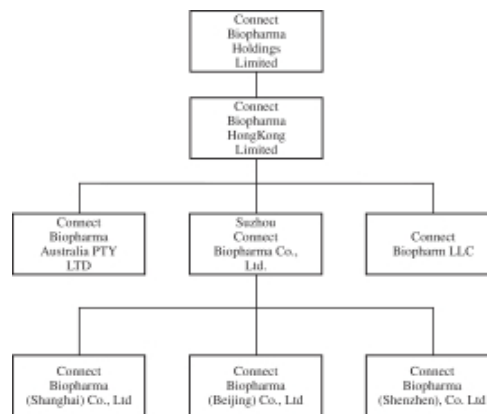 Connect
Biopharma
Holdings
Limited
Connect
Biopharma
HongKong
Limited
Connect
Biopharma
Australia PTY
LTD
Suzhou
Connect
Biopharma Co.,
Ltd.
Connect
Biopharm LLC
Connect
Biopharma
(Shanghai) Co., Ltd
Connect
Biopharma
(Beijing) Co., Ltd
Connect
Biopharma
(Shenzhen), Co. Ltd